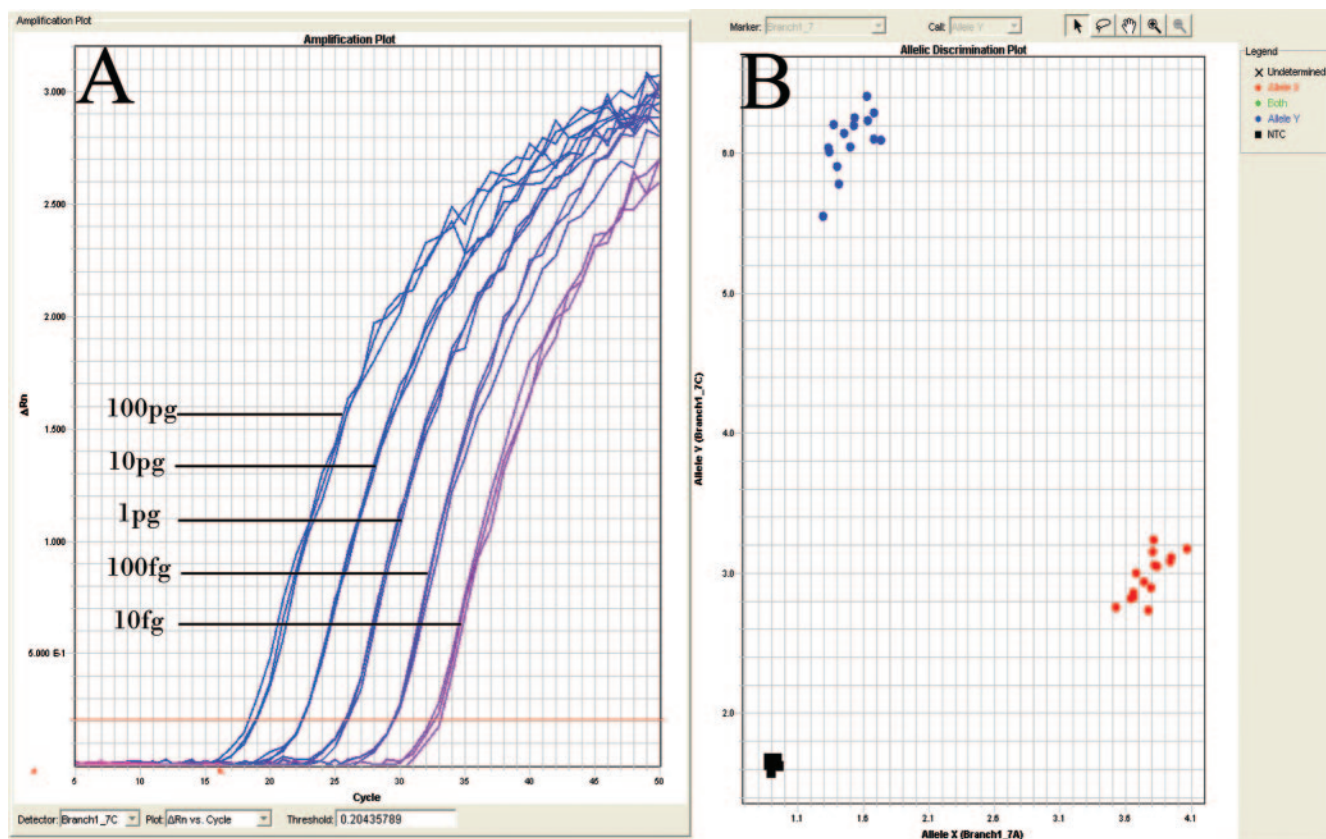 Amplification Plot
Amplification Plot
A
3.000
2.500
2.000
ΔRn
1.500
1.000
5.000 E-1
100pg
10pg
1pg
100fg
10fg
5 10 15 20 25 30 35 40 45 50
Cycle
Detector: Branch1_7C Plot: ΔRn vs. Cycle Threshold: 0.20435789
Marker: Branch1_7 Call: Allele Y
Allelic Discrimination Plot
B
6.0
5.0
4.0
3.0
2.0
Allele Y (Branch1_7C)
1.1 1.6 2.1 2.6 3.1 3.6 4.1
Allele X (Branch1_7A)
Legend
Undetermined
Allele X
Both
Allele Y
NTC